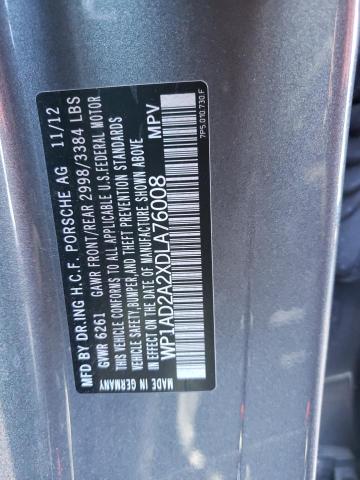 MFD BY DR.ING H.C.F. PORSCHE AG 11/12
GVWR 6261 GAWR FRONT/REAR 2998/3384 LBS
THIS VEHICLE CONFORMS TO ALL APPLICABLE U.S.FEDERAL MOTOR
VEHICLE SAFETY,BUMPER,AND THEFT PREVENTION STANDARDS
IN EFFECT ON THE DATE OF MANUFACTURE SHOWN ABOVE.
WP1AD2A2XDLA76008 MPV
MADE IN GERMANY
7P5.010.730.F